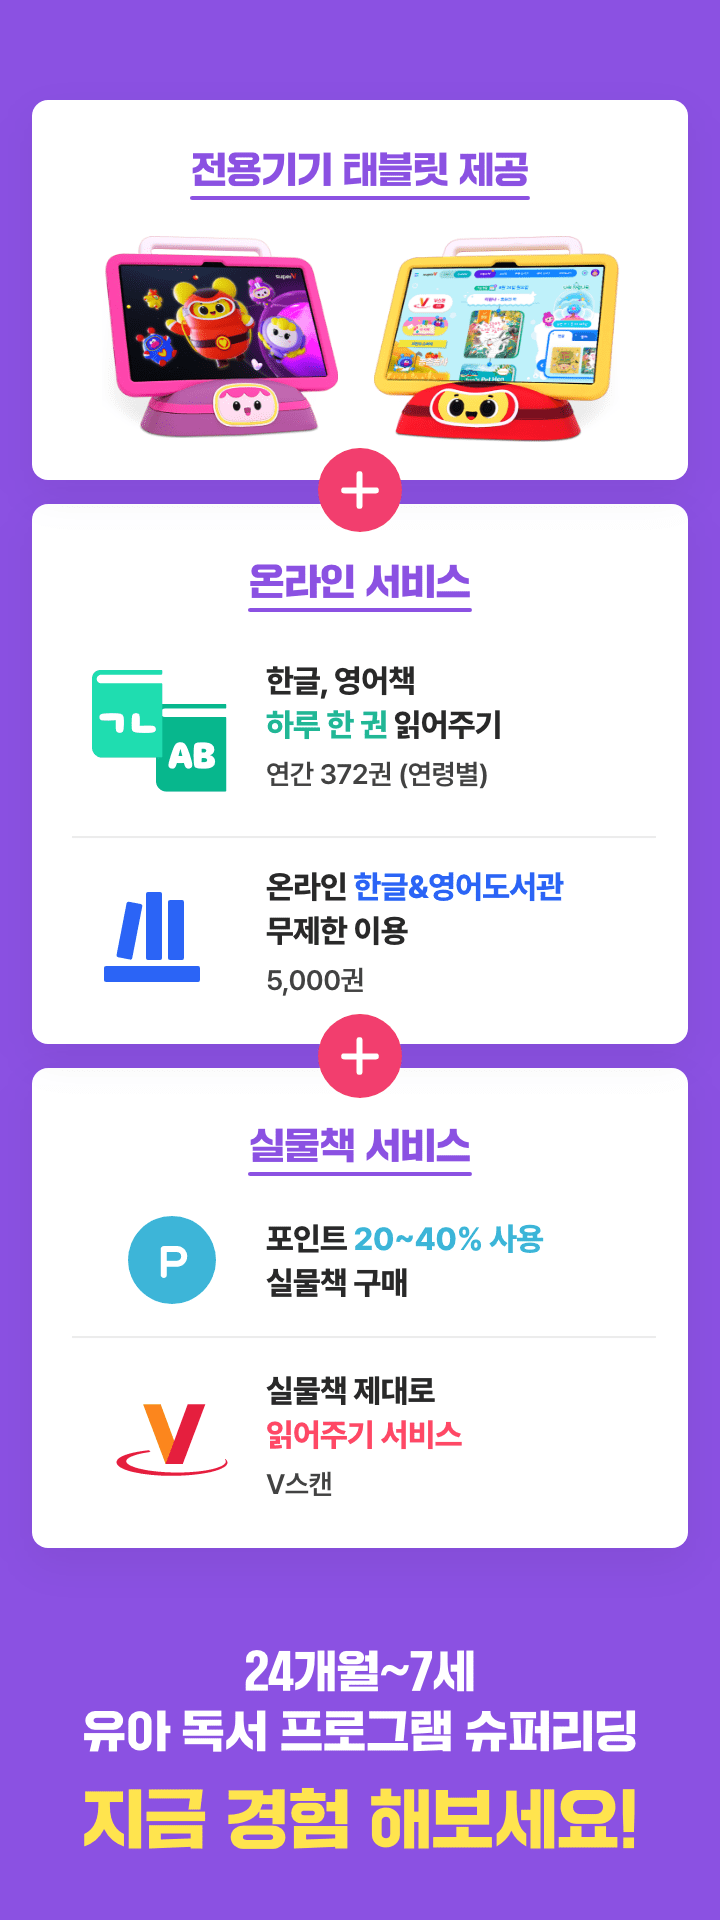 전용기기 태블릿 제공
온라인 서비스
ㄱㄴ
AB
한글, 영어책
하루 한 권 읽어주기
연간 372권 (연령별)
온라인 한글&영어도서관
무제한 이용
5,000권
실물책 서비스
P
포인트 20~40% 사용
실물책 구매
V
실물책 제대로
읽어주기 서비스
V스캔
24개월~7세
유아 독서 프로그램 슈퍼리딩
지금 경험 해보세요!